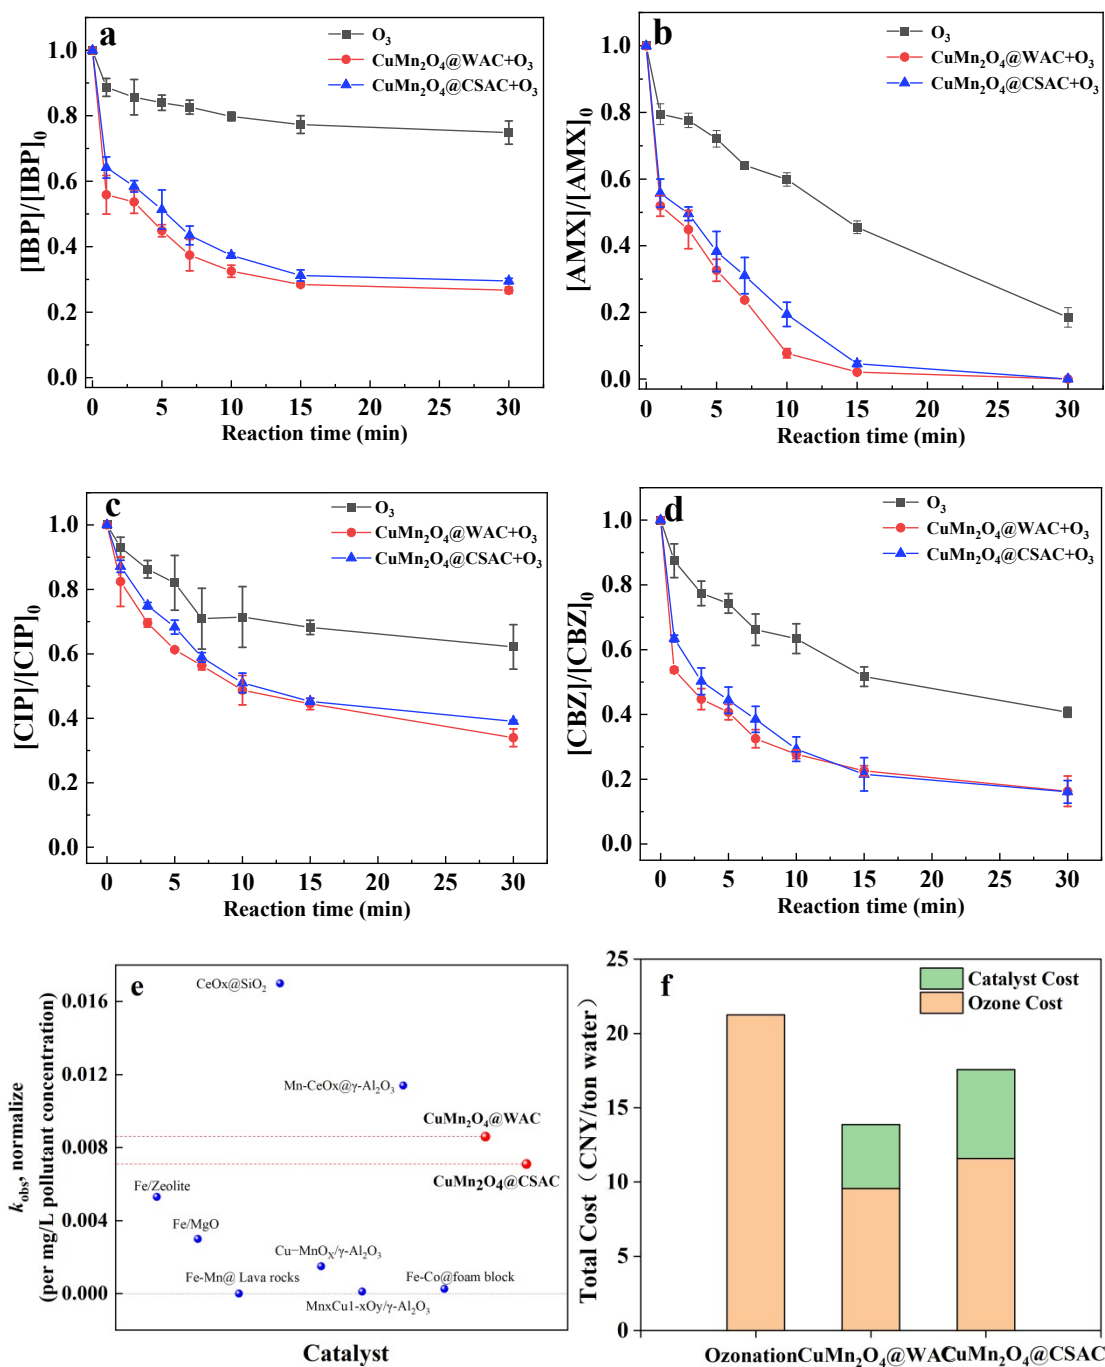 a
O₃
CuMn₂O₄@WAC+O₃
CuMn₂O₄@CSAC+O₃
[IBP]/[IBP]₀
1.0
0.8
0.6
0.4
0.2
0.0
0 5 10 15 20 25 30
Reaction time (min)
b
O₃
CuMn₂O₄@WAC+O₃
CuMn₂O₄@CSAC+O₃
[AMX]/[AMX]₀
1.0
0.8
0.6
0.4
0.2
0.0
0 5 10 15 20 25 30
Reaction time (min)
c
O₃
CuMn₂O₄@WAC+O₃
CuMn₂O₄@CSAC+O₃
[CIP]/[CIP]₀
1.0
0.8
0.6
0.4
0.2
0.0
0 5 10 15 20 25 30
Reaction time (min)
d
O₃
CuMn₂O₄@WAC+O₃
CuMn₂O₄@CSAC+O₃
[CBZ]/[CBZ]₀
1.0
0.8
0.6
0.4
0.2
0.0
0 5 10 15 20 25 30
Reaction time (min)
e
k_obs, normalize
(per mg/L pollutant concentration)
0.016
0.012
0.008
0.004
0.000
CeOx@SiO₂
Mn-CeOx@γ-Al₂O₃
CuMn₂O₄@WAC
CuMn₂O₄@CSAC
Fe/Zeolite
Fe/MgO
Cu−MnOₓ/γ-Al₂O₃
Fe-Mn@ Lava rocks
Fe-Co@foam block
MnxCu1-xOy/γ-Al₂O₃
Catalyst
f
Catalyst Cost
Ozone Cost
Total Cost（CNY/ton water）
25
20
15
10
5
0
Ozonation CuMn₂O₄@WAC CuMn₂O₄@CSAC